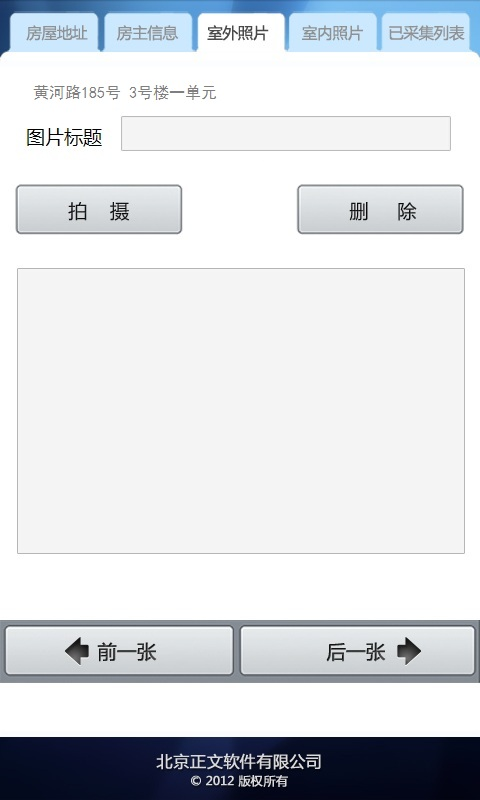 房屋地址 房主信息 室外照片 室内照片 已采集列表
黄河路185号 3号楼一单元
图片标题
拍 摄 删 除
前一张 后一张
北京正文软件有限公司
© 2012 版权所有